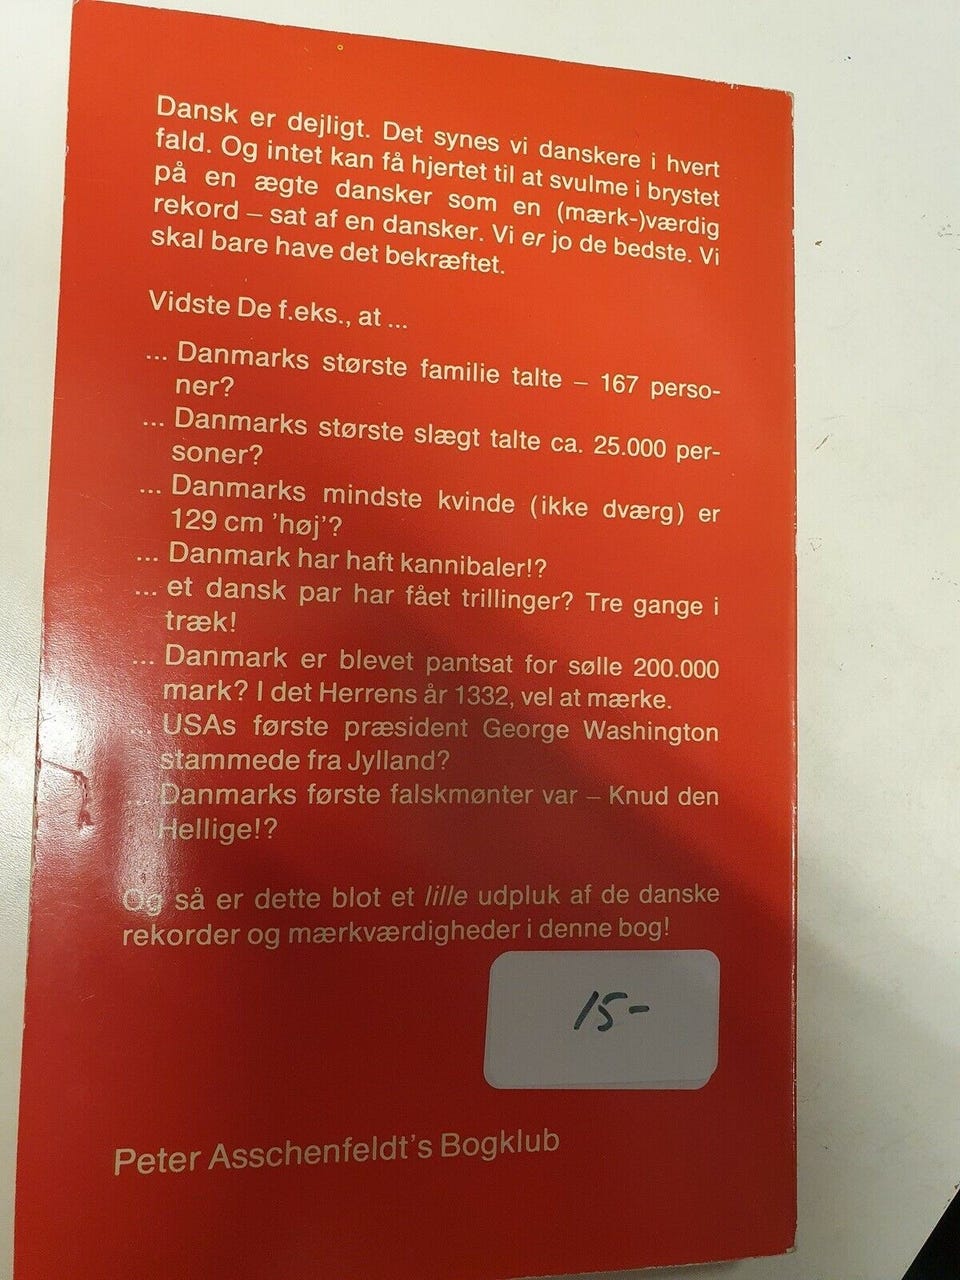 Dansk er dejligt. Det synes vi danskere i hvert
fald. Og intet kan få hjertet til at svulme i brystet
på en ægte dansker som en (mærk-)værdig
rekord – sat af en dansker. Vi er jo de bedste. Vi
skal bare have det bekræftet.
Vidste De f.eks., at ...
... Danmarks største familie talte – 167 perso-
ner?
... Danmarks største slægt talte ca. 25.000 per-
soner?
... Danmarks mindste kvinde (ikke dværg) er
129 cm 'høj'?
... Danmark har haft kannibaler!?
... et dansk par har fået trillinger? Tre gange i
træk!
... Danmark er blevet pantsat for sølle 200.000
mark? I det Herrens år 1332, vel at mærke.
... USAs første præsident George Washington
stammede fra Jylland?
... Danmarks første falskmønter var – Knud den
Hellige!?
Og så er dette blot et lille udpluk af de danske
rekorder og mærkværdigheder i denne bog!
15-
Peter Asschenfeldt's Bogklub